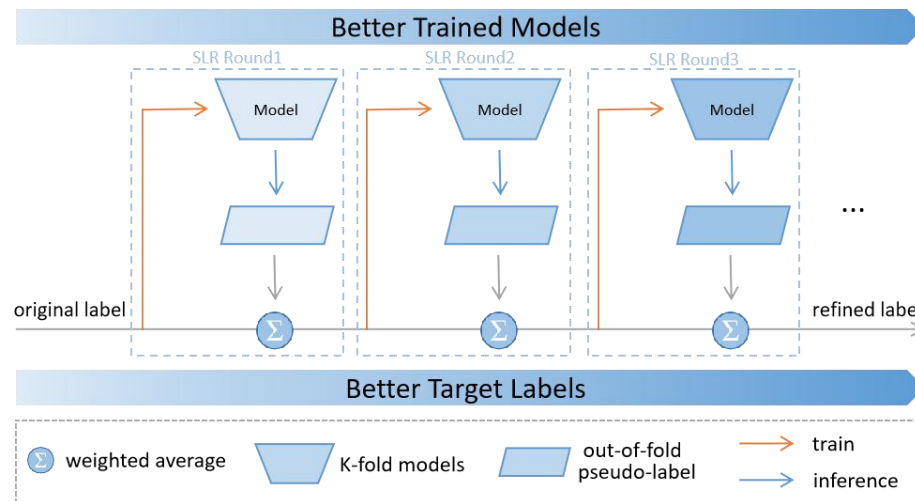 Better Trained Models
SLR Round1
SLR Round2
SLR Round3
Model
Model
Model
...
original label
Σ
Σ
Σ
refined label
Better Target Labels
Σ
weighted average
K-fold models
out-of-fold
pseudo-label
train
inference